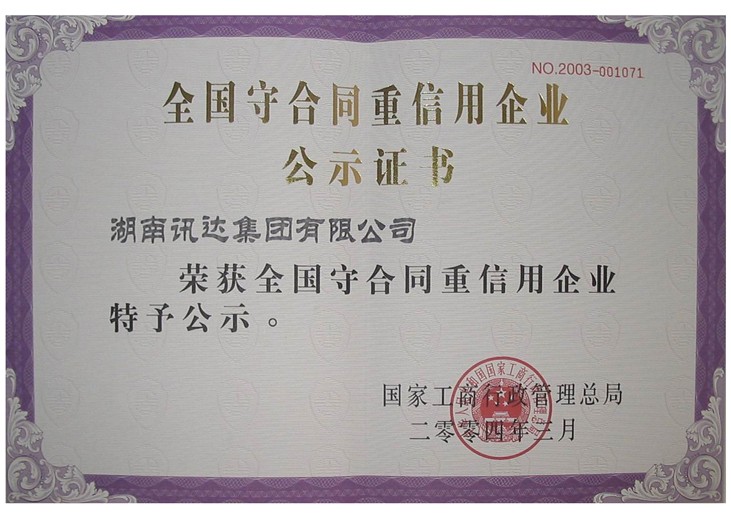 NO.2003-001071
全国守合同重信用企业
公示证书
湖南讯达集团有限公司
荣获全国守合同重信用企业
特予公示。
国家工商行政管理总局
二零零四年三月